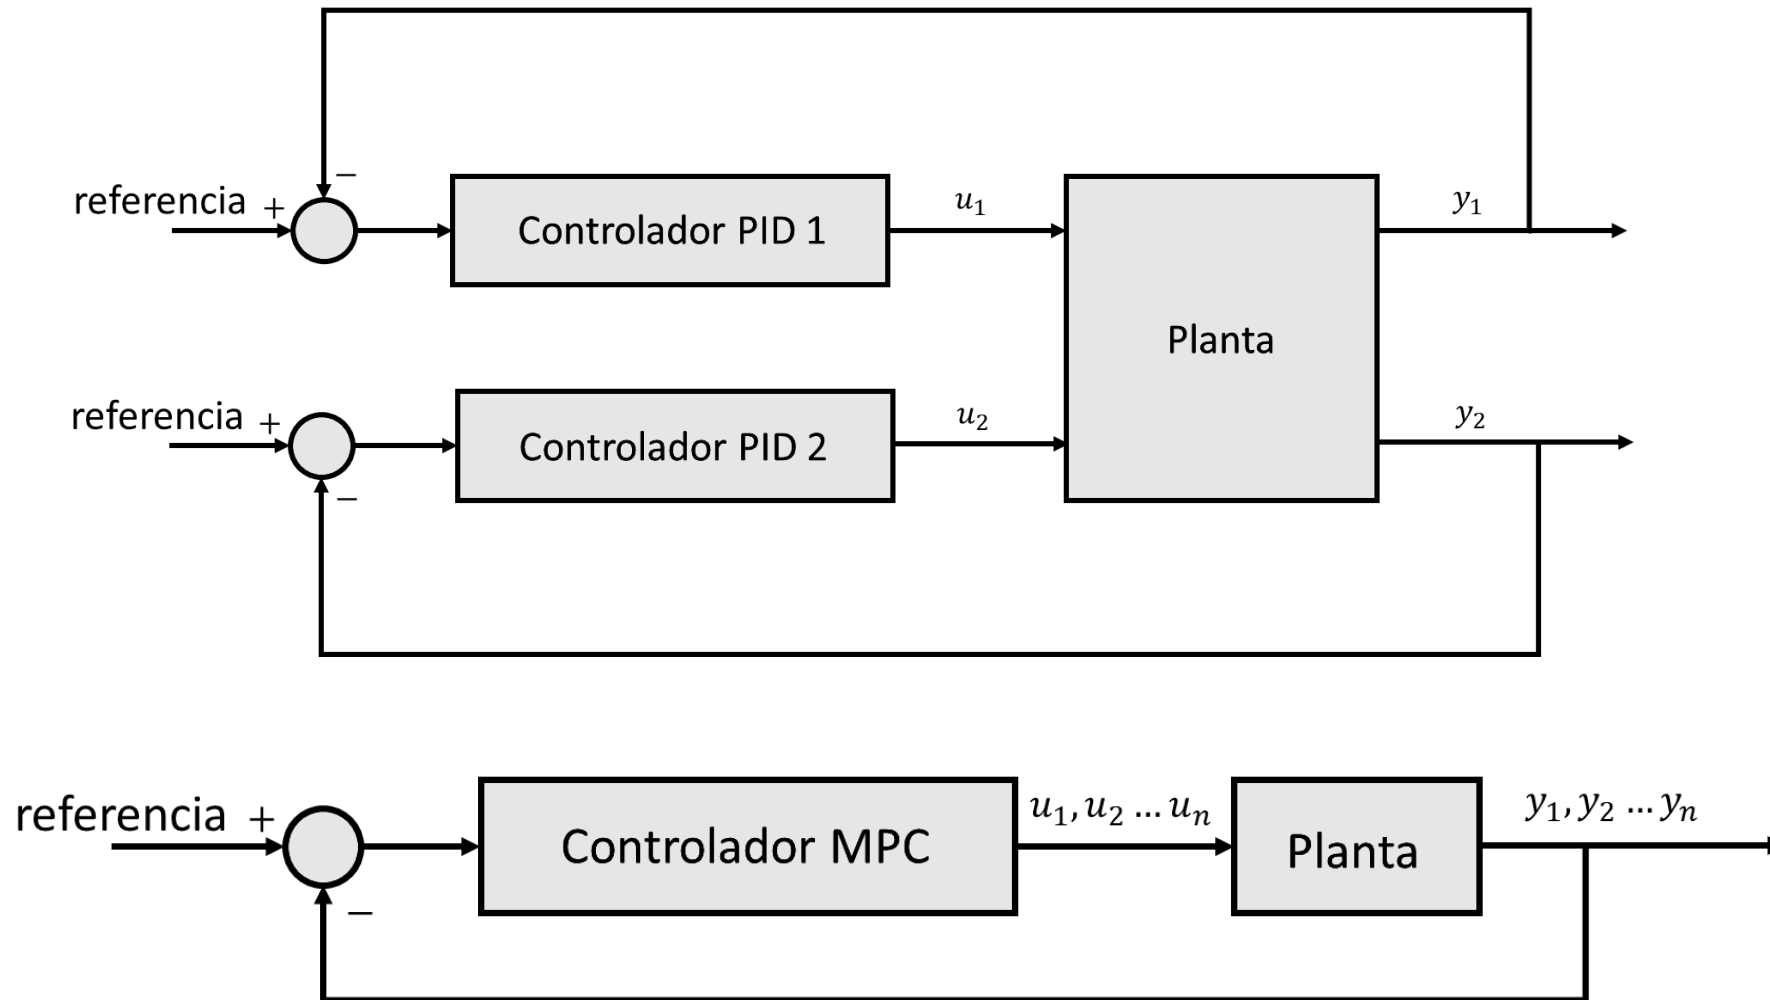 −
referencia +
Controlador PID 1
u₁
y₁
Planta
referencia +
Controlador PID 2
u₂
y₂
−
referencia +
Controlador MPC
u₁, u₂ … uₙ
Planta
y₁, y₂ … yₙ
−